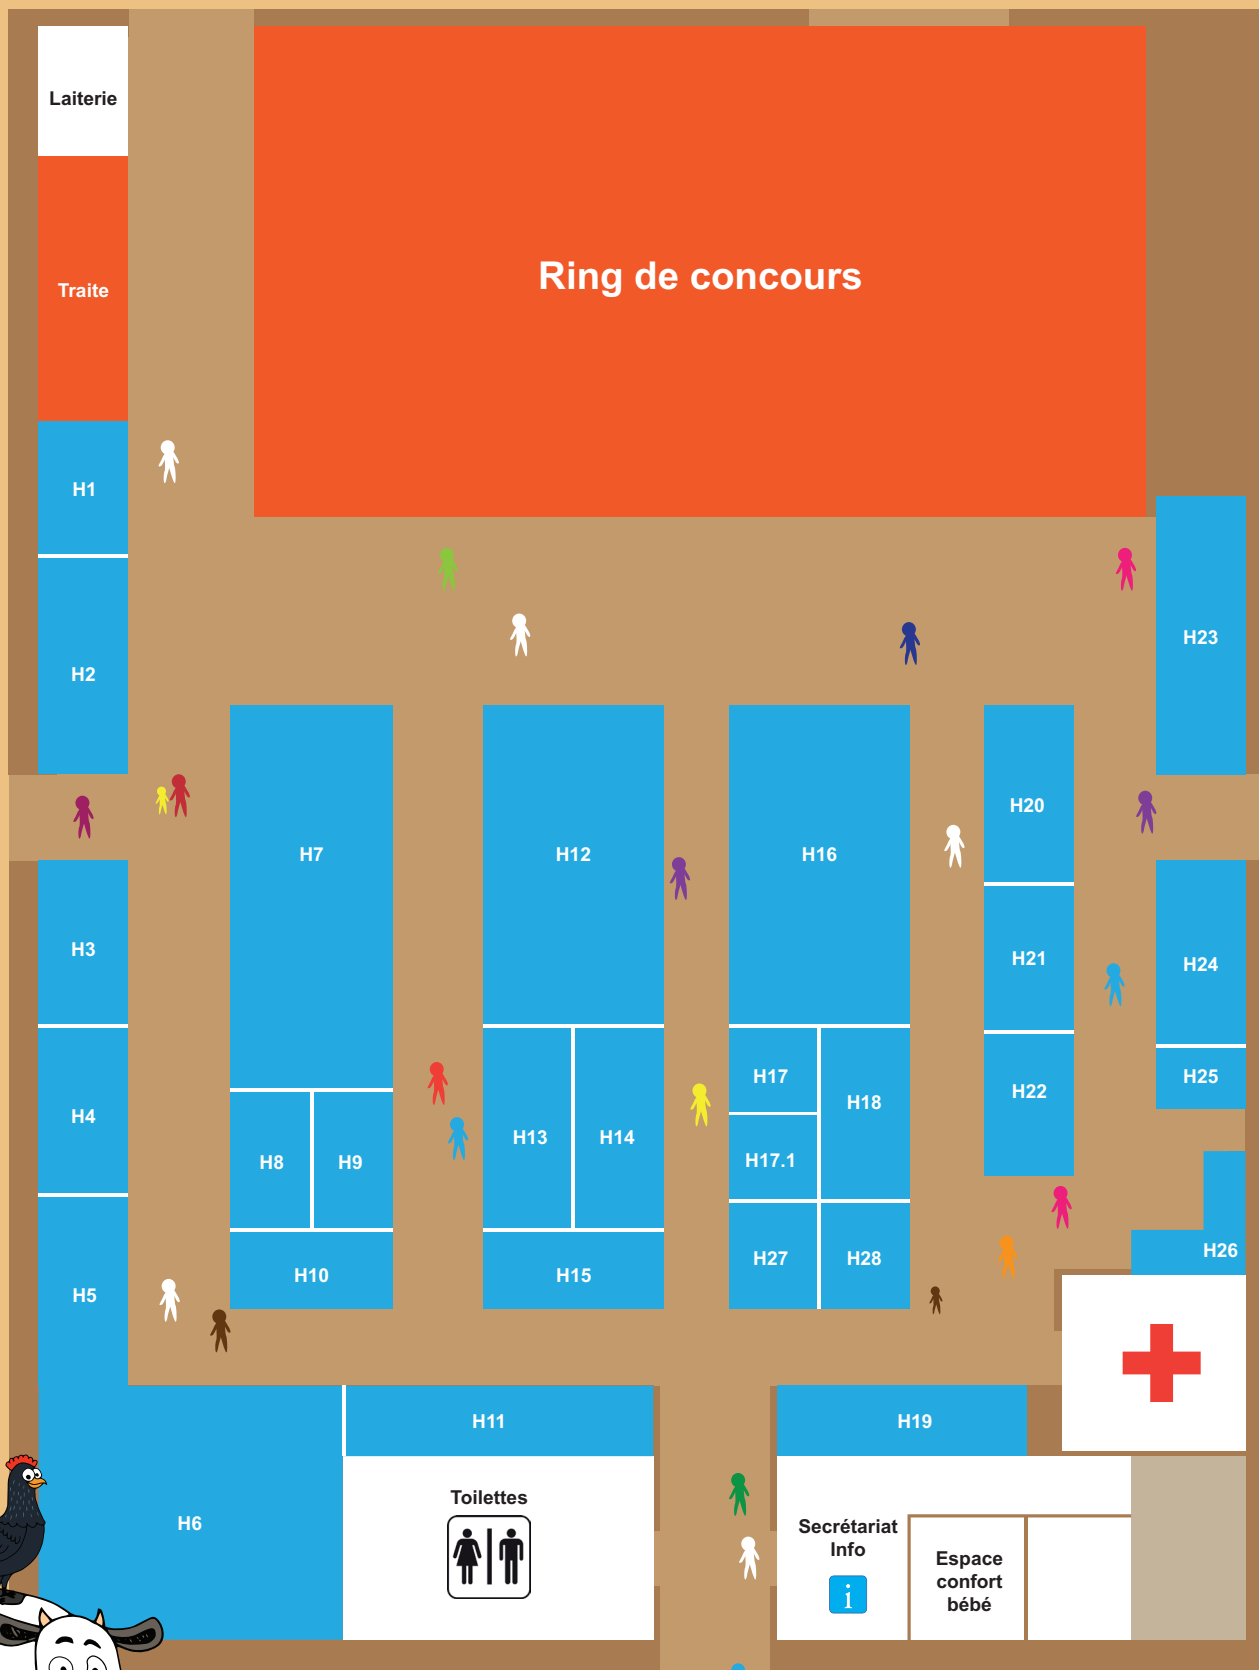 Laiterie
Traite
Ring de concours
H1
H2
H23
H7
H12
H16
H20
H3
H21
H24
H4
H8
H9
H13
H14
H17
H17.1
H18
H22
H25
H5
H10
H15
H27
H28
H26
H11
H19
H6
Toilettes
Secrétariat
Info
i
Espace
confort
bébé